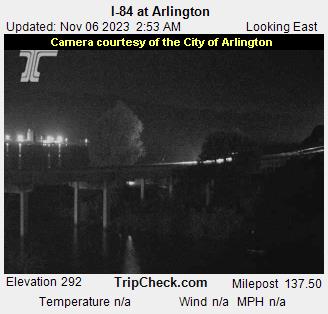 I-84 at Arlington
Updated: Nov 06 2023 2:53 AM Looking East
Camera courtesy of the City of Arlington
Elevation 292 TripCheck.com Milepost 137.50
Temperature n/a Wind n/a MPH n/a